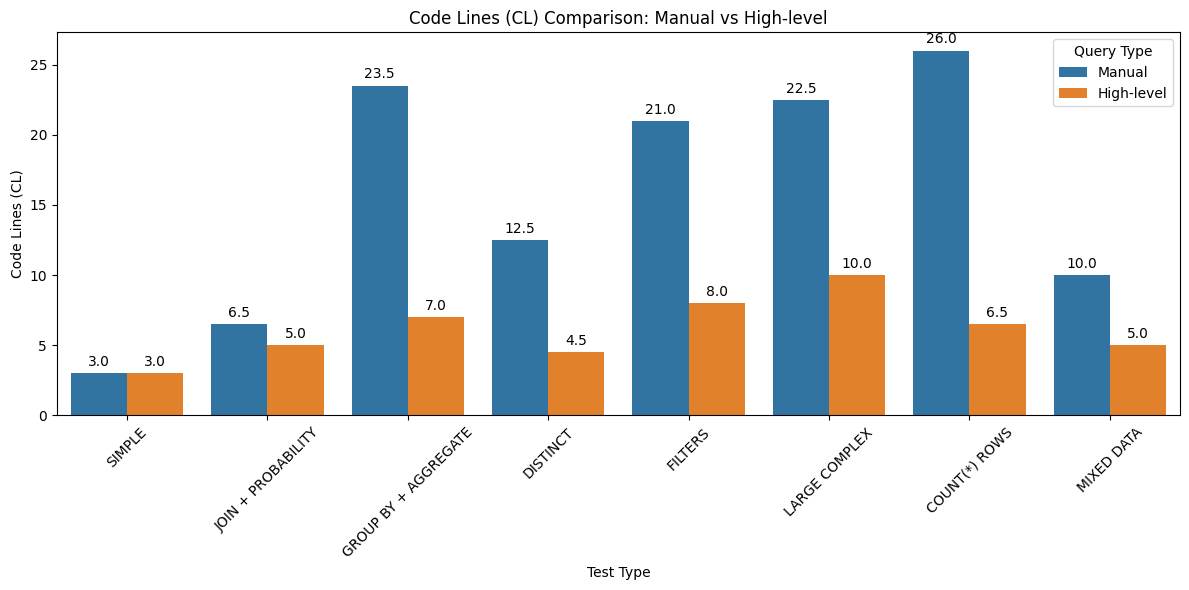 Code Lines (CL) Comparison: Manual vs High-level
Query Type
Manual
High-level
Code Lines (CL)
25
20
15
10
5
0
3.0 3.0
6.5 5.0
23.5 7.0
12.5 4.5
21.0 8.0
22.5 10.0
26.0 6.5
10.0 5.0
SIMPLE
JOIN + PROBABILITY
GROUP BY + AGGREGATE
DISTINCT
FILTERS
LARGE COMPLEX
COUNT(*) ROWS
MIXED DATA
Test Type